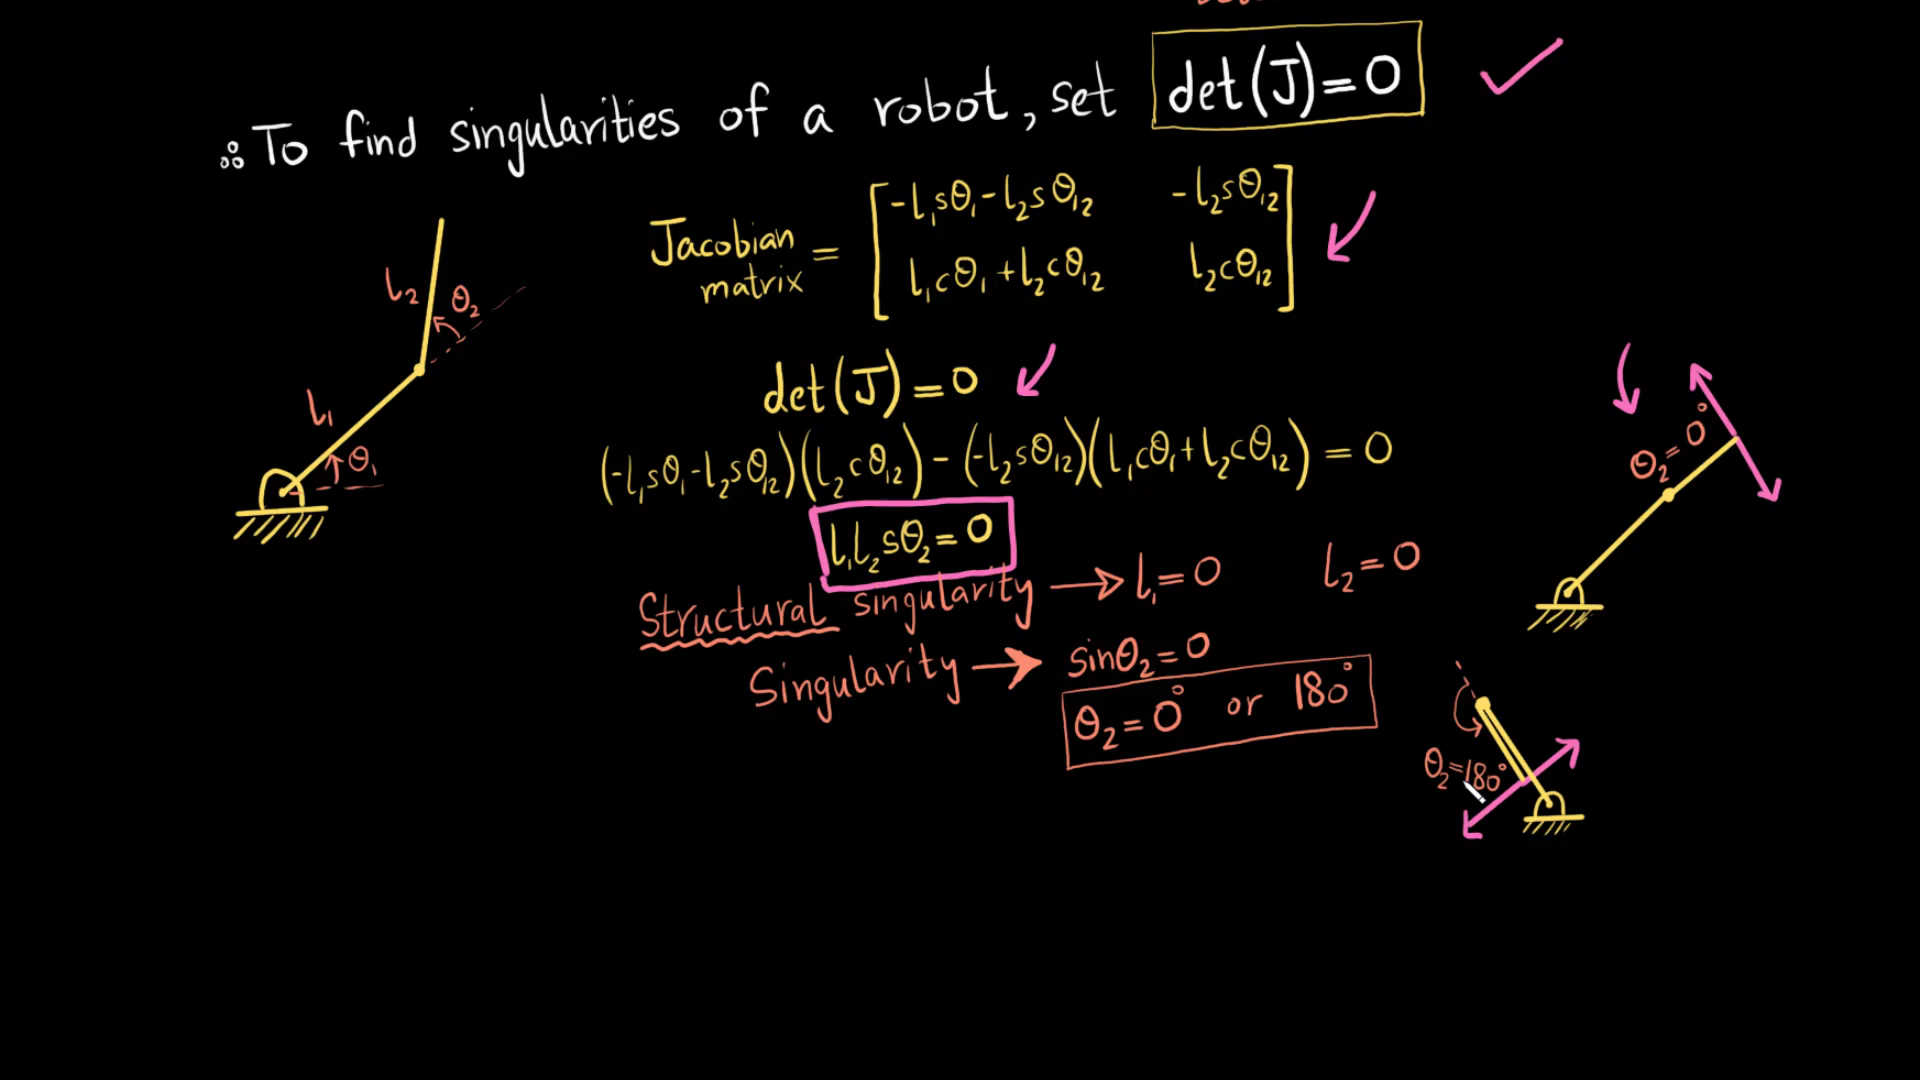 ∴ To find singularities of a robot, set det(J)=0
Jacobian matrix = [ -l₁sθ₁-l₂sθ₁₂ -l₂sθ₁₂
l₁cθ₁+l₂cθ₁₂ l₂cθ₁₂ ]
l₂ θ₂
l₁
θ₁
det(J)=0
(-l₁sθ₁-l₂sθ₁₂)(l₂cθ₁₂)-(-l₂sθ₁₂)(l₁cθ₁+l₂cθ₁₂)=0
θ₂=0°
l₁l₂sθ₂=0
Structural singularity → l₁=0 l₂=0
Singularity → sinθ₂=0
θ₂=0° or 180°
θ₂=180°